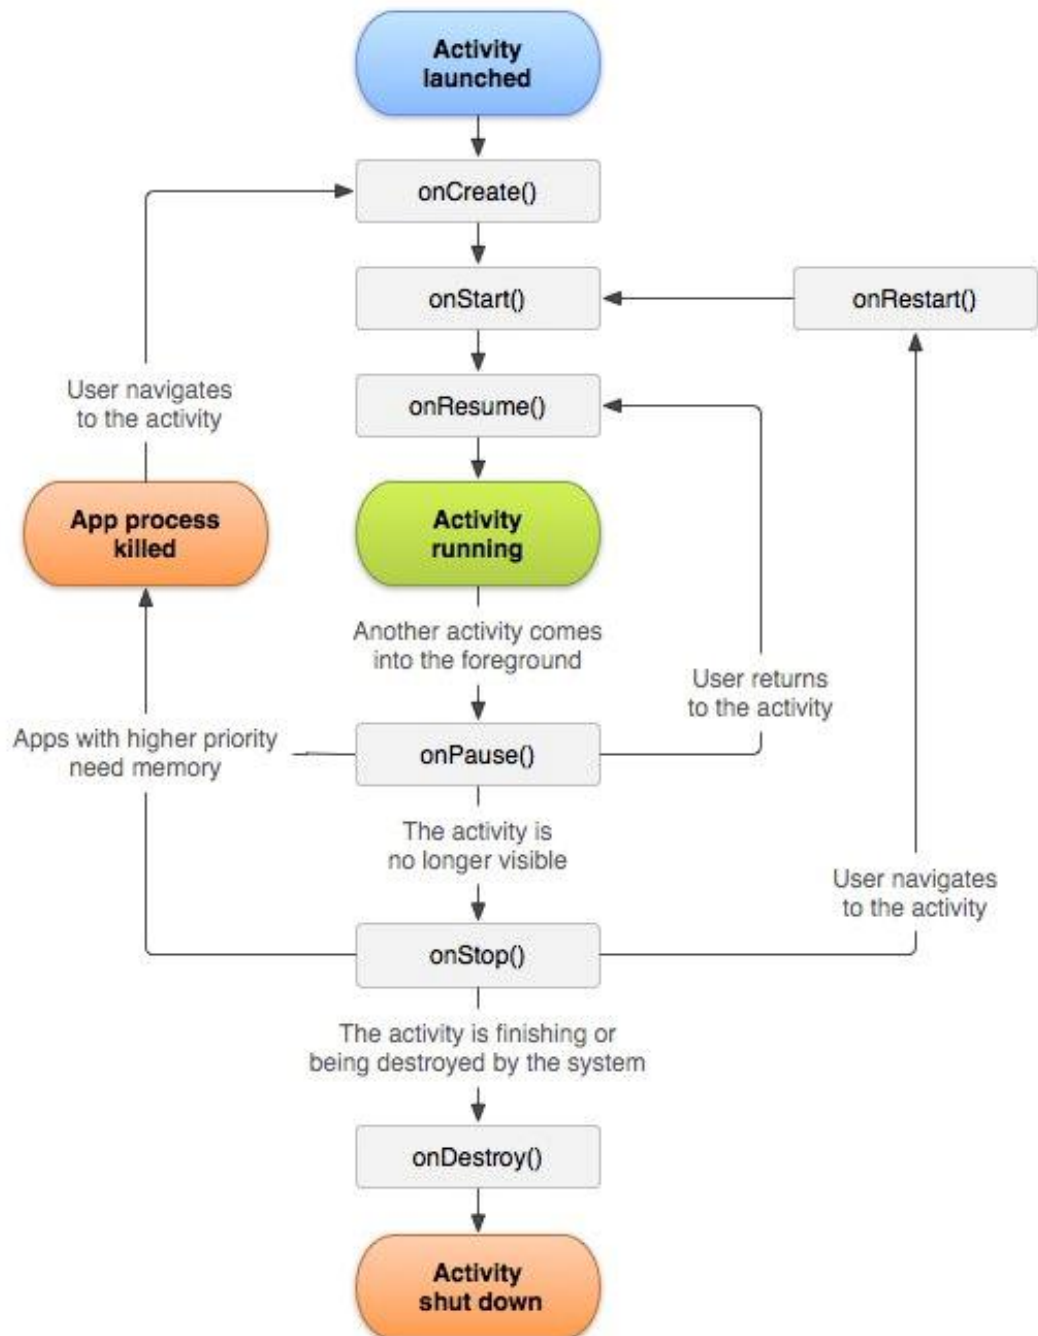 Activity
launched
onCreate()
onStart()
onRestart()
User navigates
to the activity
onResume()
App process
killed
Activity
running
Another activity comes
into the foreground
User returns
to the activity
Apps with higher priority
need memory
onPause()
The activity is
no longer visible
User navigates
to the activity
onStop()
The activity is finishing or
being destroyed by the system
onDestroy()
Activity
shut down